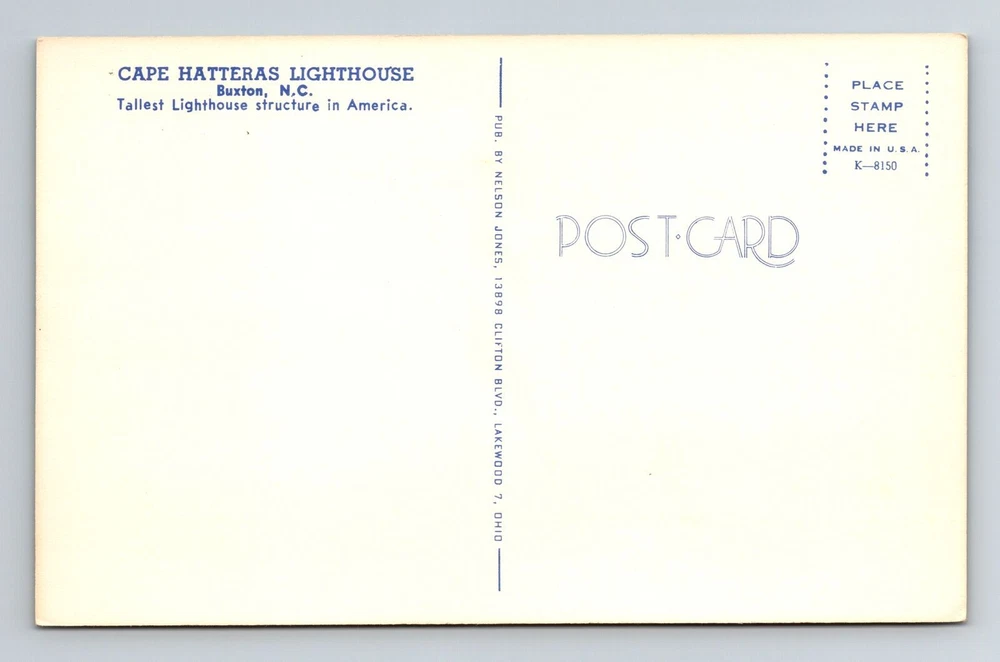 CAPE HATTERAS LIGHTHOUSE
Buxton, N.C.
Tallest Lighthouse structure in America.
PUB. BY NELSON JONES, 13898 CLIFTON BLVD., LAKEWOOD 7, OHIO
PLACE
STAMP
HERE
MADE IN U.S.A.
K—8150
POST·CARD